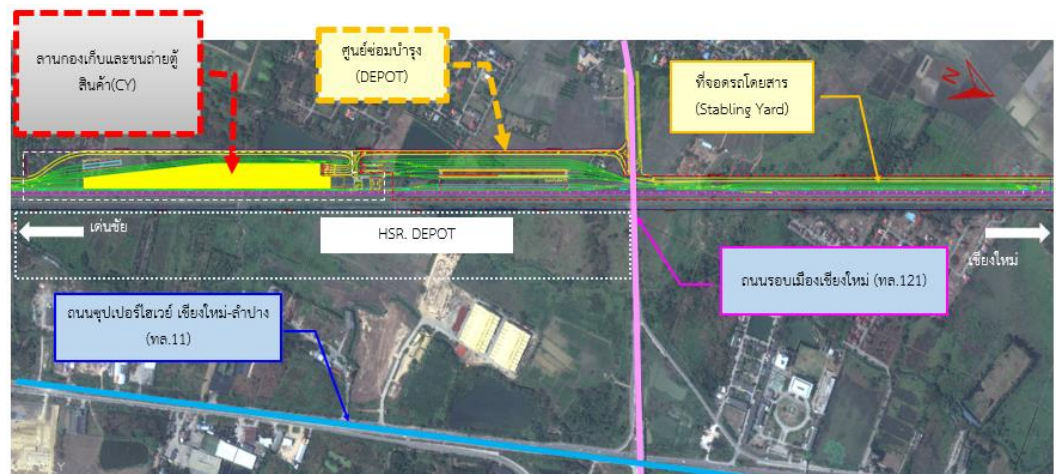 ลานกองเก็บและขนถ่ายตู้
สินค้า(CY)
ศูนย์ซ่อมบำรุง
(DEPOT)
ที่จอดรถโดยสาร
(Stabling Yard)
N
เด่นชัย
HSR. DEPOT
เชียงใหม่
ถนนรอบเมืองเชียงใหม่ (ทล.121)
ถนนซุปเปอร์ไฮเวย์ เชียงใหม่-ลำปาง
(ทล.11)